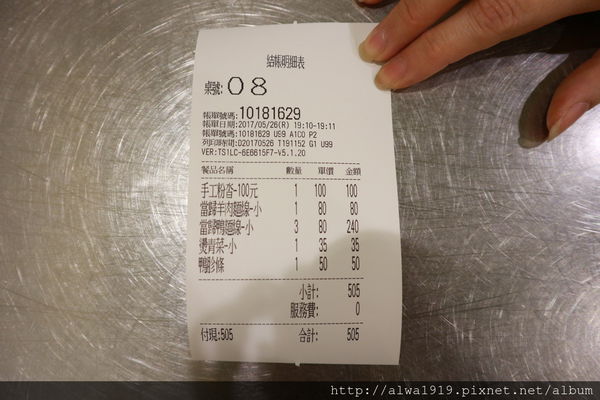 結帳明細表
桌號: 08
帳單號碼: 10181629
帳單日期: 2017/05/26(R) 19:10-19:11
帳單號碼: 10181629 U99 A1CO P2
列印時間: D20170526 T191152 G1 U99
VER:TS1LC-6EB615F7-V5.1.20
餐品名稱 數量 單價 金額
手工粉杏-100元 1 100 100
當歸羊肉麵線-小 1 80 80
當歸鴨麵線-小 3 80 240
燙青菜-小 1 35 35
鴨胗條 1 50 50
小計: 505
服務費: 0
付現:505 合計: 505
http://alwa1919.pixnet.net/album